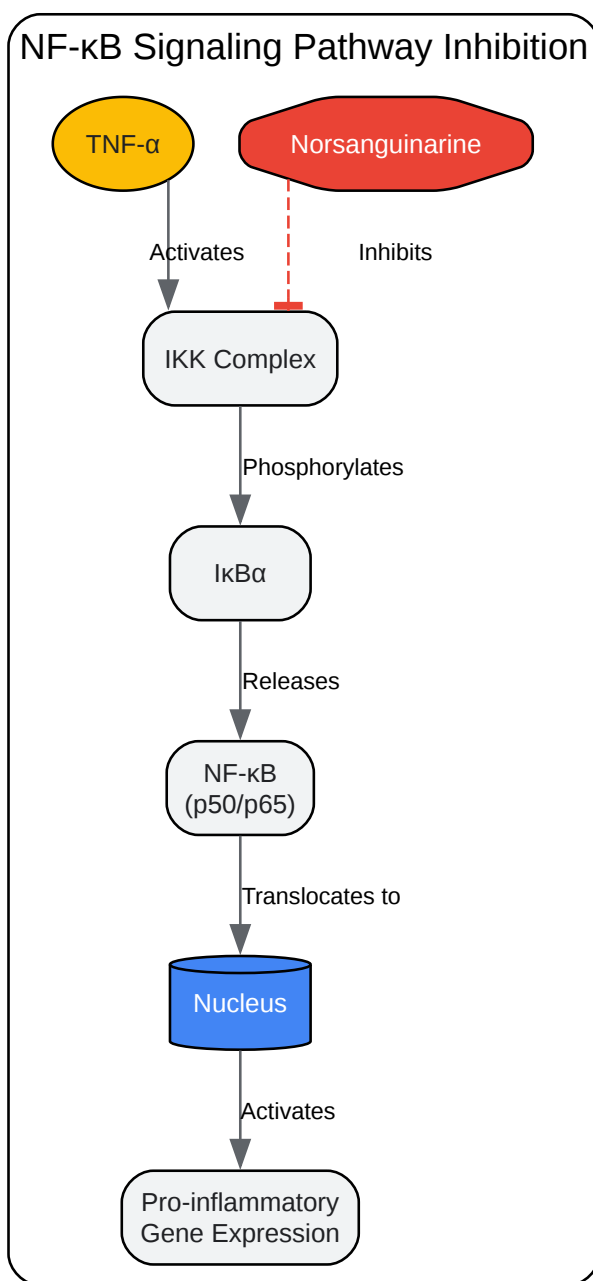 NF-κB Signaling Pathway Inhibition
TNF-α
Norsanguinarine
Activates
Inhibits
IKK Complex
Phosphorylates
IκBα
Releases
NF-κB
(p50/p65)
Translocates to
Nucleus
Activates
Pro-inflammatory
Gene Expression